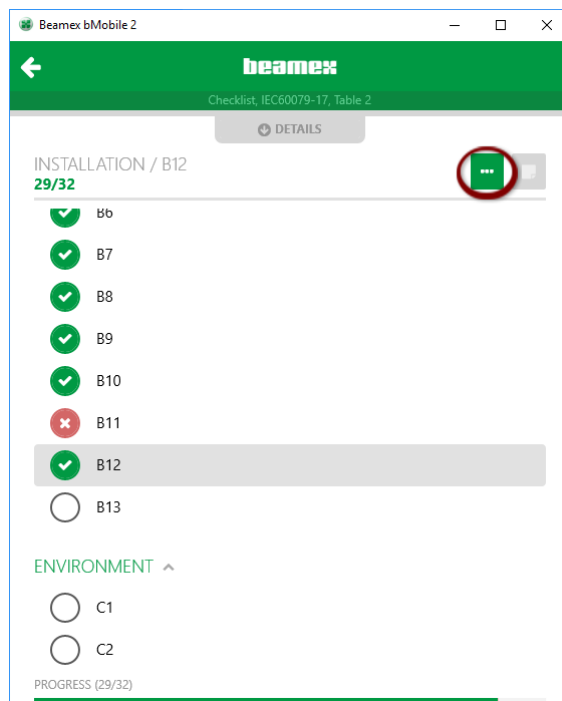 Beamex bMobile 2
beamex
Checklist, IEC60079-17, Table 2
DETAILS
INSTALLATION / B12
29/32
B6
B7
B8
B9
B10
B11
B12
B13
ENVIRONMENT
C1
C2
PROGRESS (29/32)